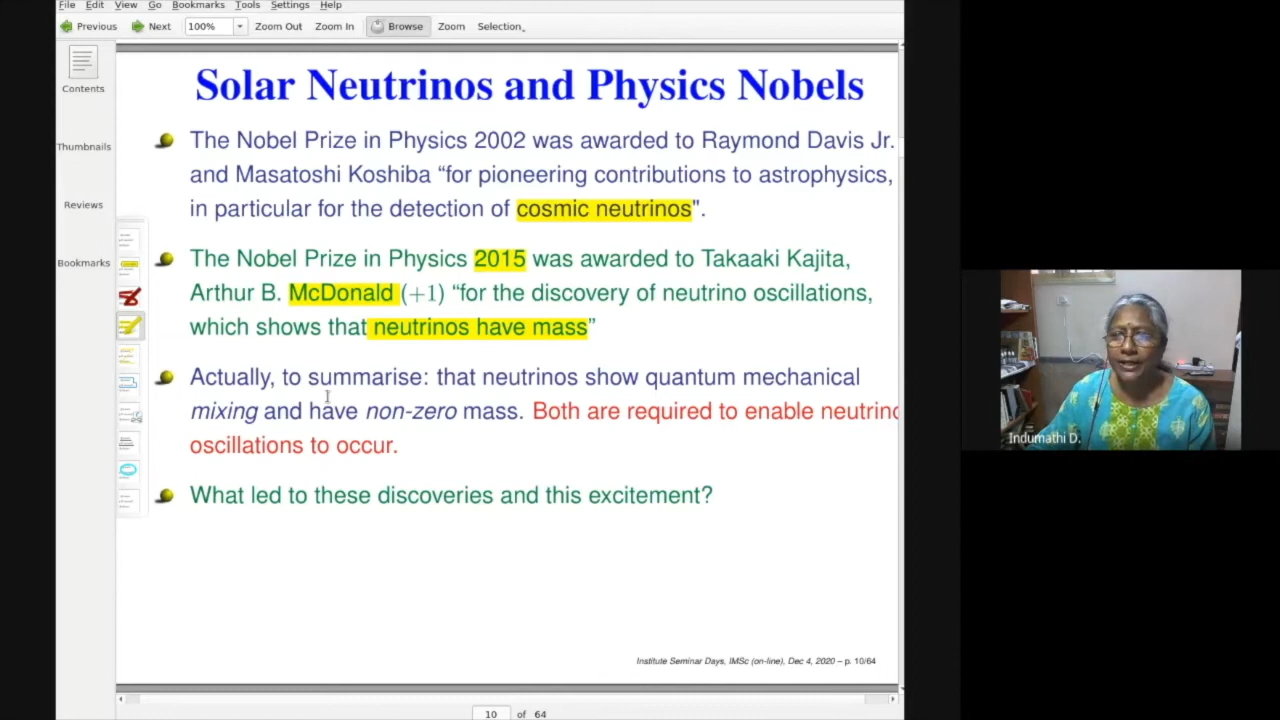 File Edit View Go Bookmarks Tools Settings Help
Previous Next 100% Zoom Out Zoom In Browse Zoom Selection
Contents
Thumbnails
Reviews
Bookmarks
Solar Neutrinos and Physics Nobels
The Nobel Prize in Physics 2002 was awarded to Raymond Davis Jr.
and Masatoshi Koshiba “for pioneering contributions to astrophysics,
in particular for the detection of cosmic neutrinos".
The Nobel Prize in Physics 2015 was awarded to Takaaki Kajita,
Arthur B. McDonald (+1) “for the discovery of neutrino oscillations,
which shows that neutrinos have mass”
Actually, to summarise: that neutrinos show quantum mechanical
mixing and have non-zero mass. Both are required to enable neutrino
oscillations to occur.
What led to these discoveries and this excitement?
Institute Seminar Days, IMSc (on-line), Dec 4, 2020 – p. 10/64
10 of 64
Indumathi D.